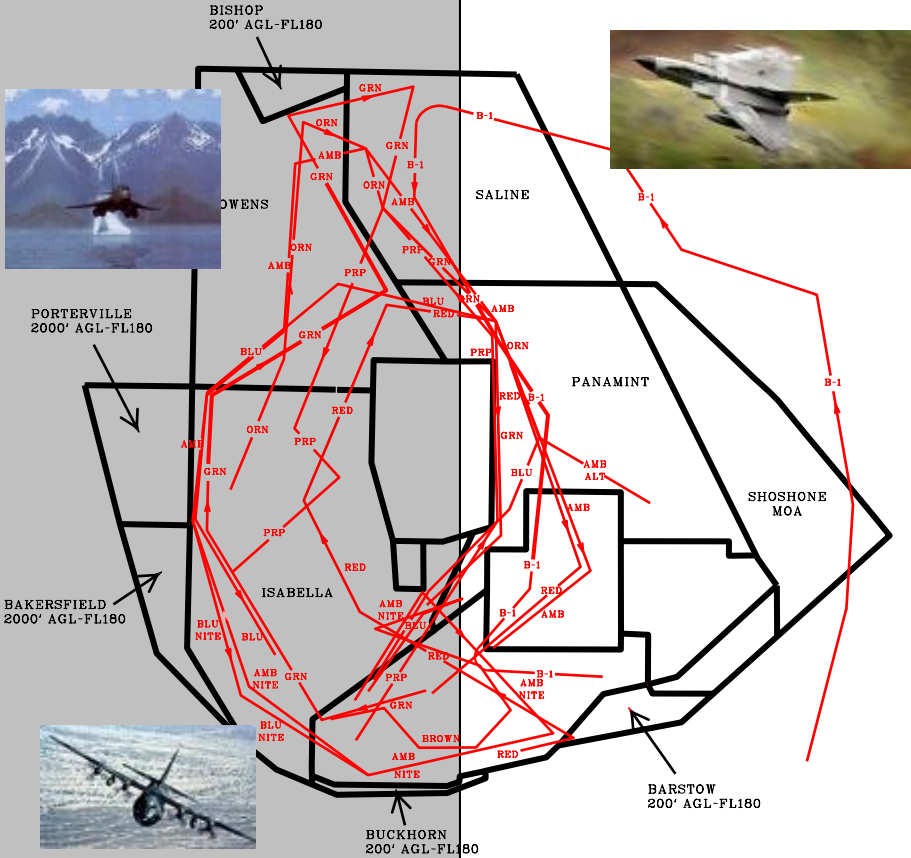 BISHOP
200' AGL-FL180
GRN
B-1
ORN
GRN
AMB
B-1
GRN
ORN
SALINE
B-1
OWENS
AMB
ORN
PRP
GRN
AMB
PRP
BLU
RED
ORN
AMB
PORTERVILLE
2000' AGL-FL180
GRN
BLU
PRP
ORN
PANAMINT
B-1
RED
B-1
RED
ORN
AMB
PRP
GRN
GRN
BLU
AMB
ALT
SHOSHONE
MOA
AMB
PRP
RED
B-1
ISABELLA
RED
BAKERSFIELD
2000' AGL-FL180
AMB
NITE
B-1
AMB
BLU
NITE
BLU
BLU
RED
AMB
NITE
GRN
PRP
B-1
AMB
NITE
GRN
BLU
NITE
BROWN
RED
AMB
NITE
BARSTOW
200' AGL-FL180
BUCKHORN
200' AGL-FL180